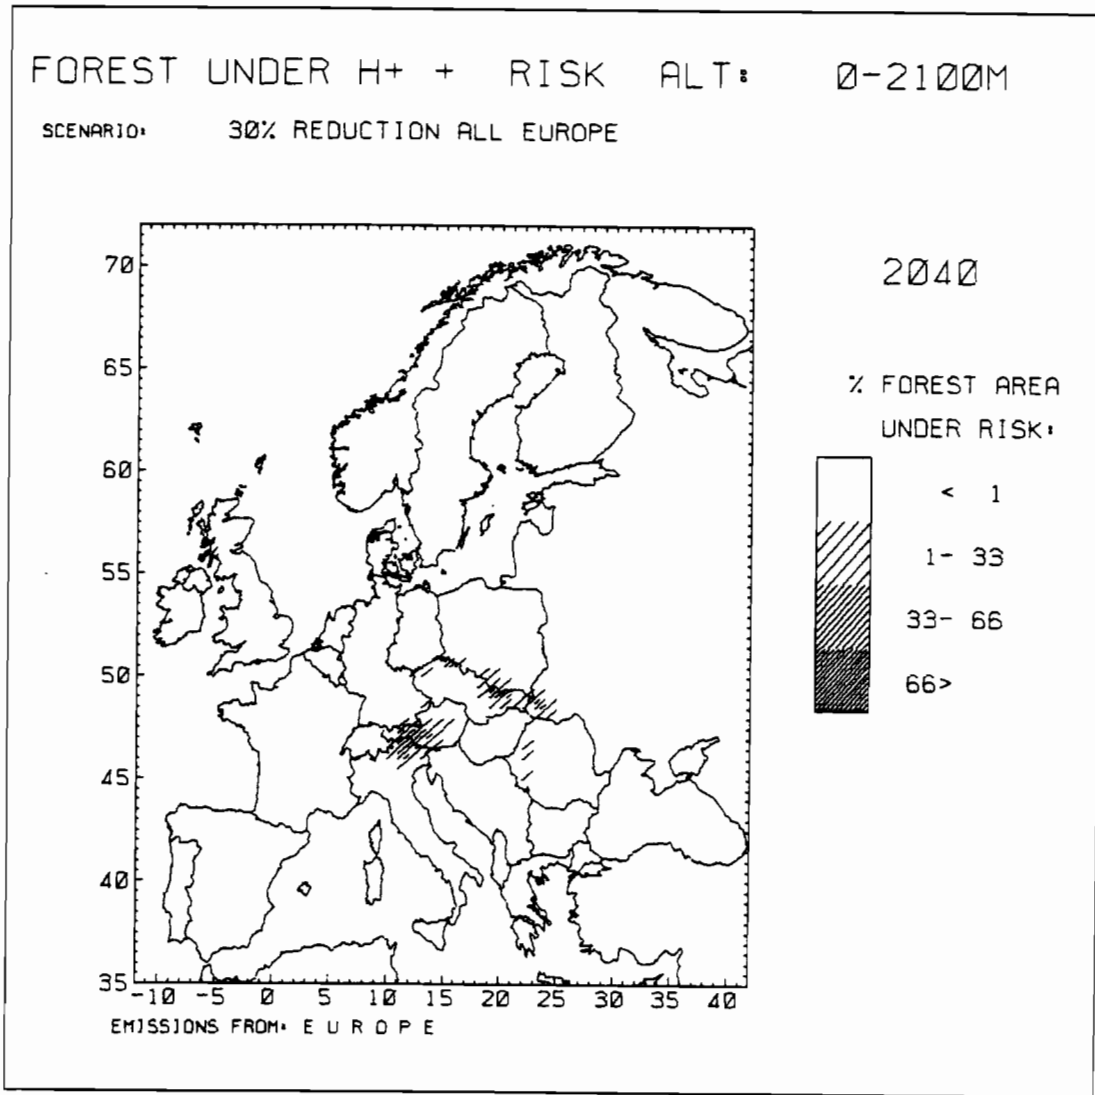 FOREST UNDER H+ + RISK ALT: 0-2100M
SCENARIO: 30% REDUCTION ALL EUROPE
2040
% FOREST AREA
UNDER RISK:
< 1
1- 33
33- 66
66>
70
65
60
55
50
45
40
35
-10 -5 0 5 10 15 20 25 30 35 40
EMISSIONS FROM: E U R O P E